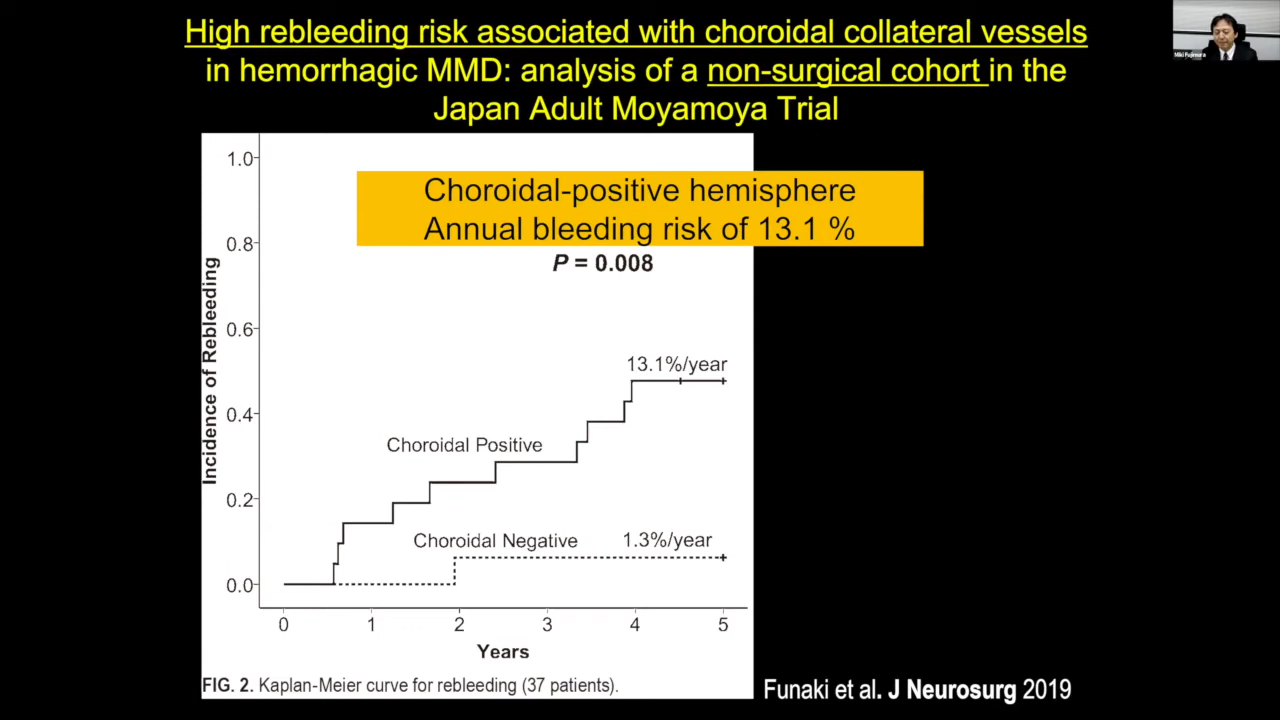 High rebleeding risk associated with choroidal collateral vessels
in hemorrhagic MMD: analysis of a non-surgical cohort in the
Japan Adult Moyamoya Trial
Miki Fujimura
Choroidal-positive hemisphere
Annual bleeding risk of 13.1 %
P = 0.008
Incidence of Rebleeding
1.0
0.8
0.6
0.4
0.2
0.0
13.1%/year
Choroidal Positive
Choroidal Negative
1.3%/year
0 1 2 3 4 5
Years
FIG. 2. Kaplan-Meier curve for rebleeding (37 patients).
Funaki et al. J Neurosurg 2019